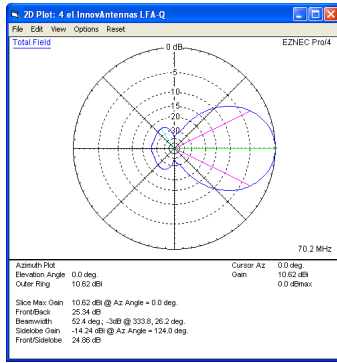 2D Plot: 4 el InnovAntennas LFA-Q
File Edit View Options Reset
Total Field
0 dB
EZNEC Pro/4
-5
-10
-15
-20
-30
70.2 MHz
Azimuth Plot
Elevation Angle 0.0 deg.
Outer Ring 10.62 dBi
Cursor Az 0.0 deg.
Gain 10.62 dBi
0.0 dBmax
Slice Max Gain 10.62 dBi @ Az Angle = 0.0 deg.
Front/Back 25.34 dB
Beamwidth 52.4 deg.; -3dB @ 333.8, 26.2 deg.
Sidelobe Gain -14.24 dBi @ Az Angle = 124.0 deg.
Front/Sidelobe 24.86 dB